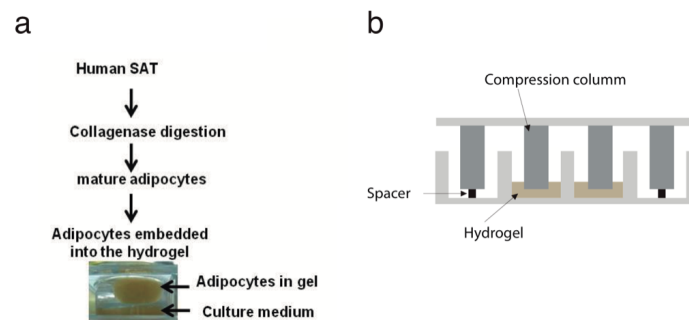 a
Human SAT
Collagenase digestion
mature adipocytes
Adipocytes embedded
into the hydrogel
Adipocytes in gel
Culture medium
b
Compression columm
Spacer
Hydrogel